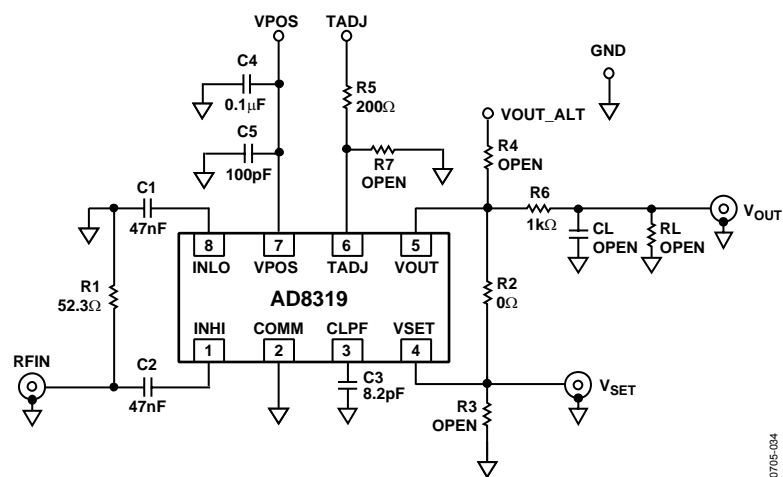 VPOS
TADJ
GND
C4
0.1µF
R5
200Ω
VOUT_ALT
C5
100pF
R7
OPEN
R4
OPEN
C1
47nF
R6
1kΩ
VOUT
CL
OPEN
RL
OPEN
8
7
6
5
INLO
VPOS
TADJ
VOUT
R1
52.3Ω
AD8319
R2
0Ω
INHI
COMM
CLPF
VSET
1
2
3
4
RFIN
C2
47nF
C3
8.2pF
VSET
R3
OPEN
0705-034